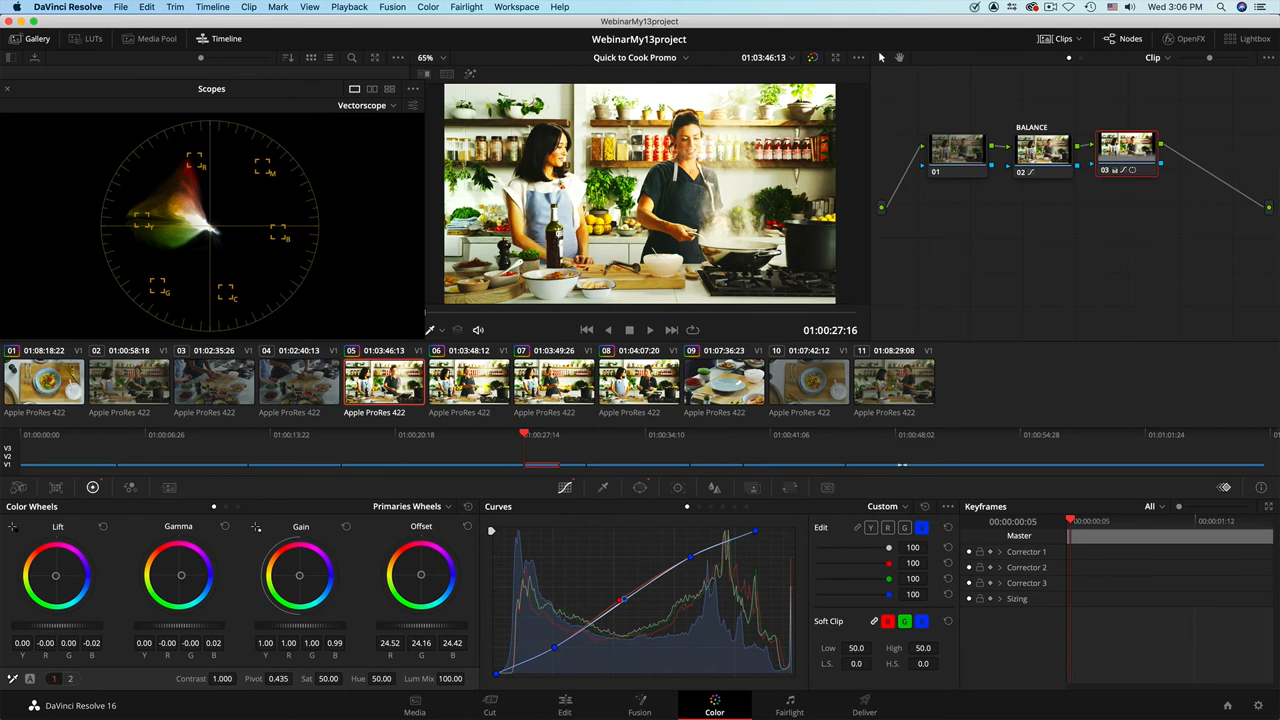 DaVinci Resolve File Edit Trim Timeline Clip Mark View Playback Fusion Color Fairlight Workspace Help Wed 3:06 PM
WebinarMy13project
Gallery LUTs Media Pool Timeline WebinarMy13project Clips Nodes OpenFX Lightbox
65% Quick to Cook Promo 01:03:46:13 Clip
Scopes
Vectorscope
R M Y B G C
BALANCE
01 02 03
01:00:27:16
01 01:08:18:22 V1 02 01:00:58:18 V1 03 01:02:35:26 V1 04 01:02:40:13 V1 05 01:03:46:13 V1 06 01:03:48:12 V1 07 01:03:49:26 V1 08 01:04:07:20 V1 09 01:07:36:23 V1 10 01:07:42:12 V1 11 01:08:29:08 V1
Apple ProRes 422 Apple ProRes 422 Apple ProRes 422 Apple ProRes 422 Apple ProRes 422 Apple ProRes 422 Apple ProRes 422 Apple ProRes 422 Apple ProRes 422 Apple ProRes 422 Apple ProRes 422
01:00:00:00 01:00:06:26 01:00:13:22 01:00:20:18 01:00:27:14 01:00:34:10 01:00:41:06 01:00:48:02 01:00:54:28 01:01:01:24
V3
V2
V1
Color Wheels Primaries Wheels Curves Custom Keyframes All
Lift Gamma Gain Offset Edit Y R G B 00:00:00:05 00:00:00:05 00:00:01:12
Master
100 Corrector 1
100 Corrector 2
100 Corrector 3
100 Sizing
Soft Clip R G B
0.00 -0.00 -0.00 -0.02 0.00 -0.00 -0.00 0.02 1.00 1.00 1.00 0.99 24.52 24.16 24.42 Low 50.0 High 50.0
Y R G B Y R G B Y R G B R G B L.S. 0.0 H.S. 0.0
A 1 2 Contrast 1.000 Pivot 0.435 Sat 50.00 Hue 50.00 Lum Mix 100.00
DaVinci Resolve 16 Media Cut Edit Fusion Color Fairlight Deliver